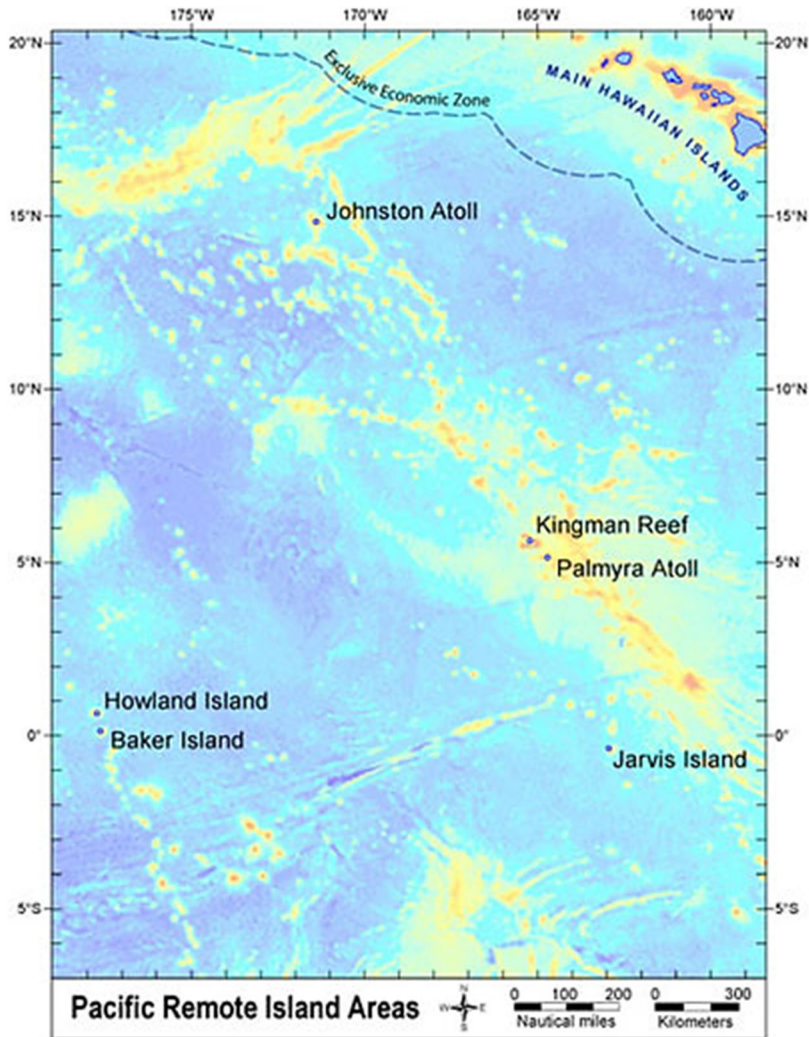 175°W 170°W 165°W 160°W
20°N 20°N
Exclusive Economic Zone
MAIN HAWAIIAN ISLANDS
15°N 15°N
Johnston Atoll
10°N 10°N
Kingman Reef
5°N 5°N
Palmyra Atoll
Howland Island
0° 0°
Baker Island
Jarvis Island
5°S 5°S
Pacific Remote Island Areas
N
W E
S
0 100 200
Nautical miles
0 300
Kilometers